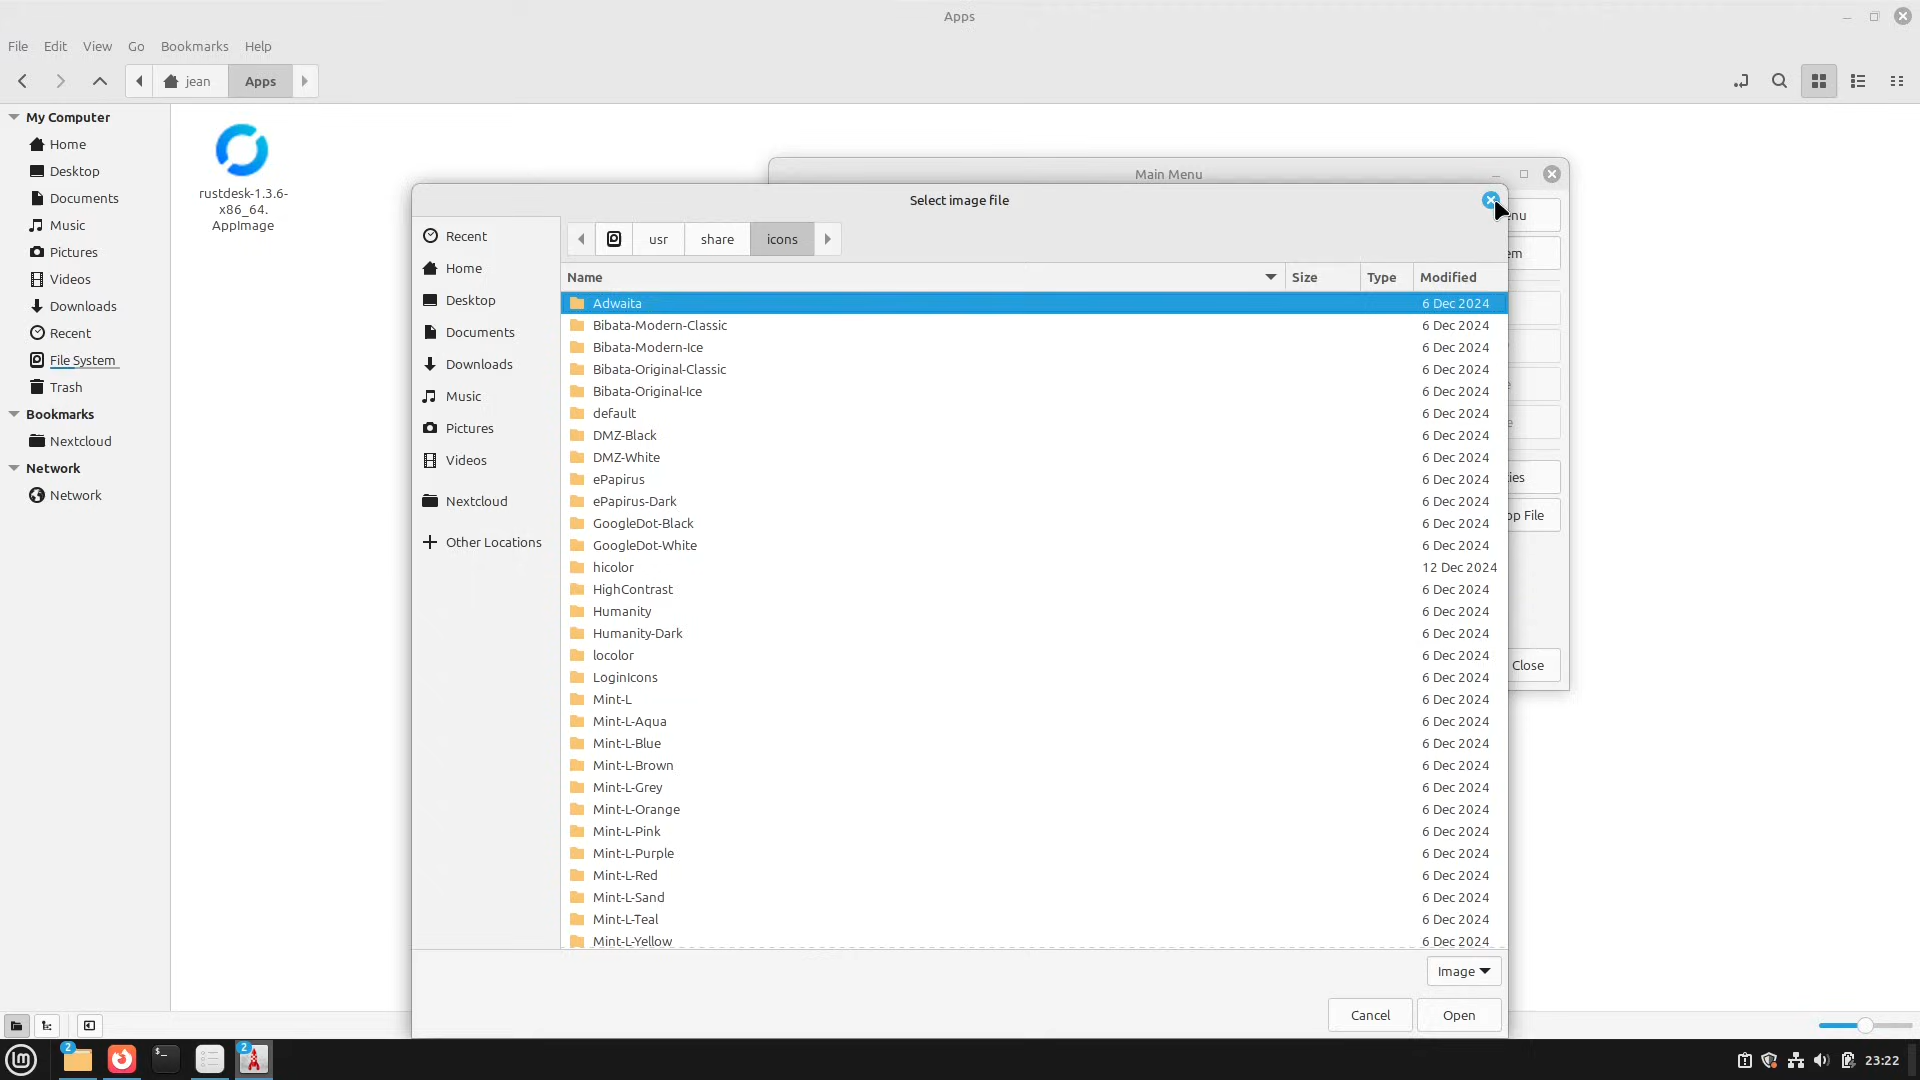 Apps
File Edit View Go Bookmarks Help
jean Apps
My Computer
Home
Desktop
Documents
Music
Pictures
Videos
Downloads
Recent
File System
Trash
Bookmarks
Nextcloud
Network
Network
rustdesk-1.3.6-
x86_64.
AppImage
Main Menu
enu
em
e
e
ies
op File
Close
Select image file
Recent
Home
Desktop
Documents
Downloads
Music
Pictures
Videos
Nextcloud
Other Locations
usr share icons
Name Size Type Modified
Adwaita 6 Dec 2024
Bibata-Modern-Classic 6 Dec 2024
Bibata-Modern-Ice 6 Dec 2024
Bibata-Original-Classic 6 Dec 2024
Bibata-Original-Ice 6 Dec 2024
default 6 Dec 2024
DMZ-Black 6 Dec 2024
DMZ-White 6 Dec 2024
ePapirus 6 Dec 2024
ePapirus-Dark 6 Dec 2024
GoogleDot-Black 6 Dec 2024
GoogleDot-White 6 Dec 2024
hicolor 12 Dec 2024
HighContrast 6 Dec 2024
Humanity 6 Dec 2024
Humanity-Dark 6 Dec 2024
locolor 6 Dec 2024
LoginIcons 6 Dec 2024
Mint-L 6 Dec 2024
Mint-L-Aqua 6 Dec 2024
Mint-L-Blue 6 Dec 2024
Mint-L-Brown 6 Dec 2024
Mint-L-Grey 6 Dec 2024
Mint-L-Orange 6 Dec 2024
Mint-L-Pink 6 Dec 2024
Mint-L-Purple 6 Dec 2024
Mint-L-Red 6 Dec 2024
Mint-L-Sand 6 Dec 2024
Mint-L-Teal 6 Dec 2024
Mint-L-Yellow 6 Dec 2024
Image
Cancel Open
2 2 23:22